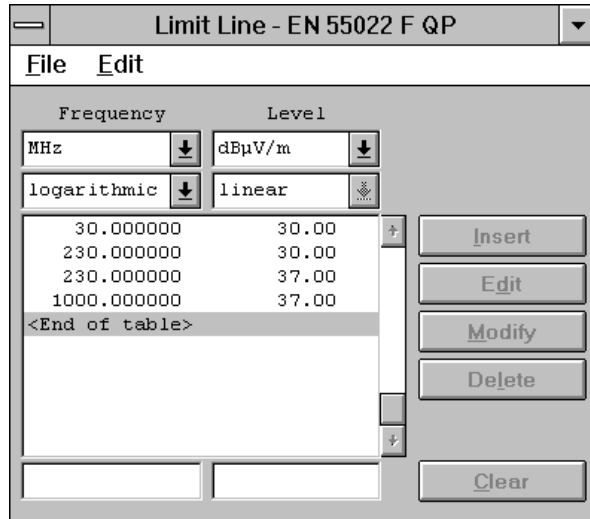 Limit Line - EN 55022 F QP
File Edit
Frequency Level
MHz dBµV/m
logarithmic linear
30.000000 30.00
230.000000 30.00
230.000000 37.00
1000.000000 37.00
<End of table>
Insert
Edit
Modify
Delete
Clear